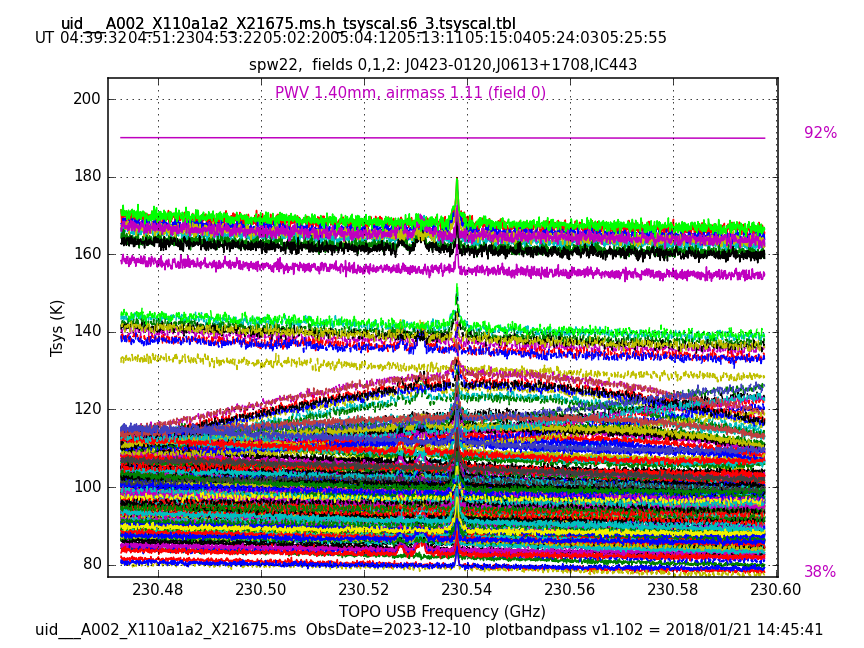 uid___A002_X110a1a2_X21675.ms.h_tsyscal.s6_3.tsyscal.tbl
UT 04:39:32 04:51:23 04:53:22 05:02:20 05:04:12 05:13:11 05:15:04 05:24:03 05:25:55
spw22,  fields 0,1,2: J0423-0120,J0613+1708,IC443
PWV 1.40mm, airmass 1.11 (field 0)
200
92%
180
160
Tsys (K)
140
120
100
80
38%
230.48 230.50 230.52 230.54 230.56 230.58 230.60
TOPO USB Frequency (GHz)
uid___A002_X110a1a2_X21675.ms  ObsDate=2023-12-10   plotbandpass v1.102 = 2018/01/21 14:45:41